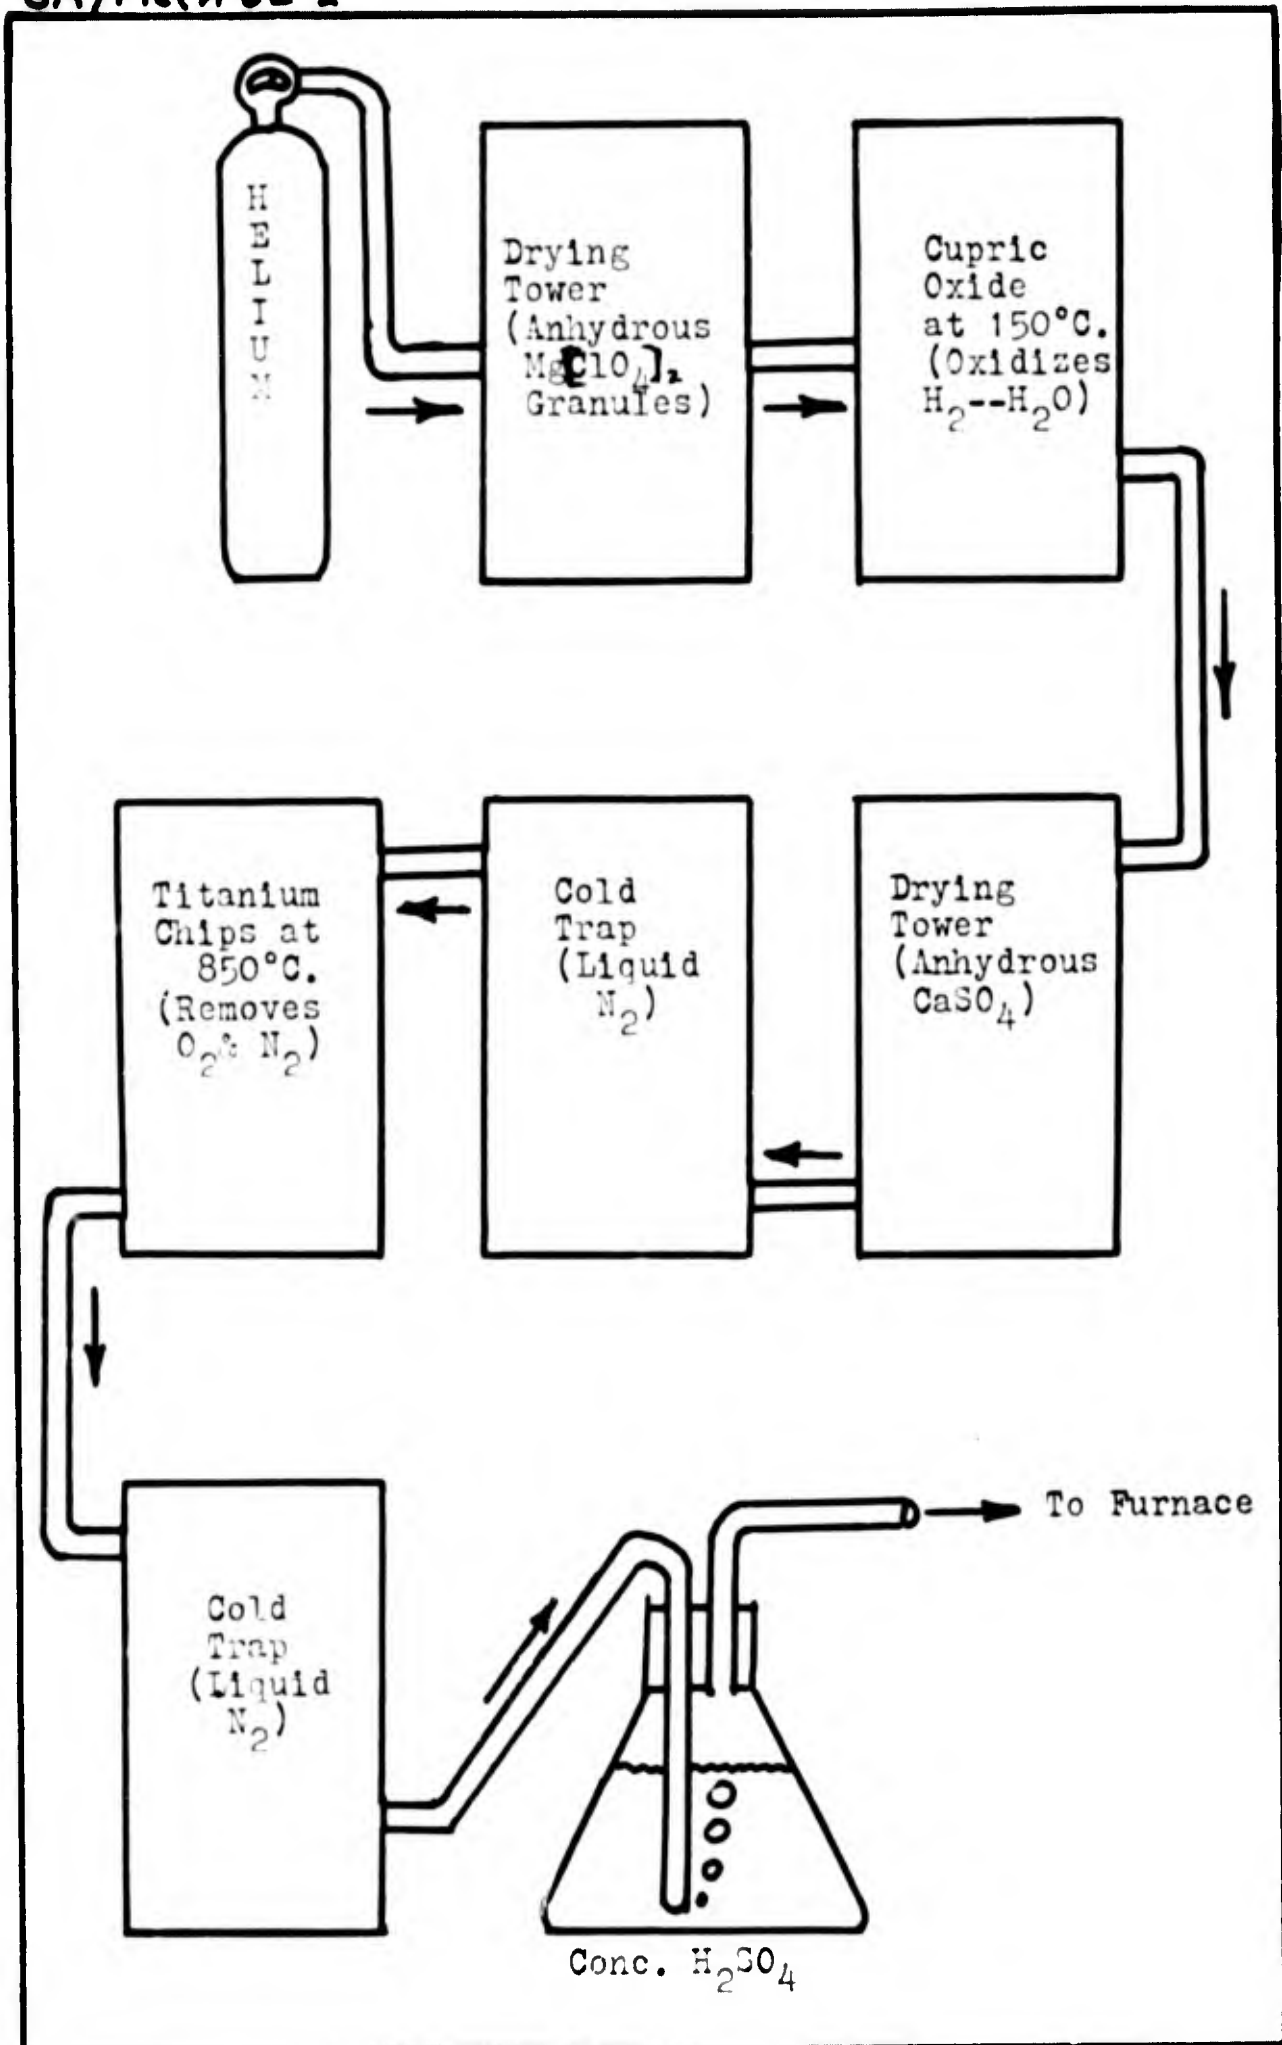 HELIUM
Drying
Tower
(Anhydrous
Mg[ClO4]2
Granules)
Cupric
Oxide
at 150°C.
(Oxidizes
H2--H2O)
Titanium
Chips at
850°C.
(Removes
O2& N2)
Cold
Trap
(Liquid
N2)
Drying
Tower
(Anhydrous
CaSO4)
To Furnace
Cold
Trap
(Liquid
N2)
Conc. H2SO4